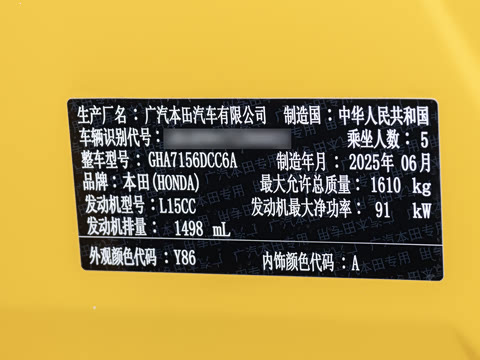 生产厂名：广汽本田汽车有限公司 制造国：中华人民共和国
车辆识别代号： 乘坐人数：5
整车型号：GHA7156DCC6A 制造年月：2025年06月
品牌：本田(HONDA) 最大允许总质量：1610 kg
发动机型号：L15CC 发动机最大净功率：91 kW
发动机排量：1498 mL
外观颜色代码：Y86 内饰颜色代码：A